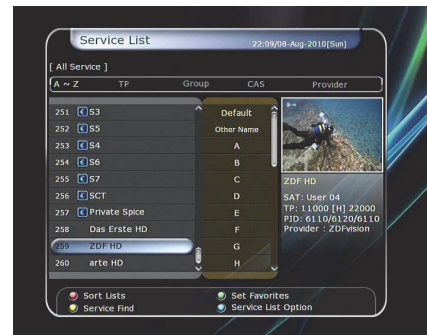 Service List
22:09/08-Aug-2010[Sun]
[ All Service ]
A ~ Z TP Group CAS Provider
251 € S3
252 € S5
253 € S4
254 € S6
255 € S7
256 € SCT
257 € Private Spice
258 Das Erste HD
259 ZDF HD
260 arte HD
Default
Other Name
A
B
C
D
E
F
G
H
ZDF HD
SAT: User 04
TP: 11000 [H] 22000
PID: 6110/6120/6110
Provider : ZDFvision
Sort Lists
Set Favorites
Service Find
Service List Option